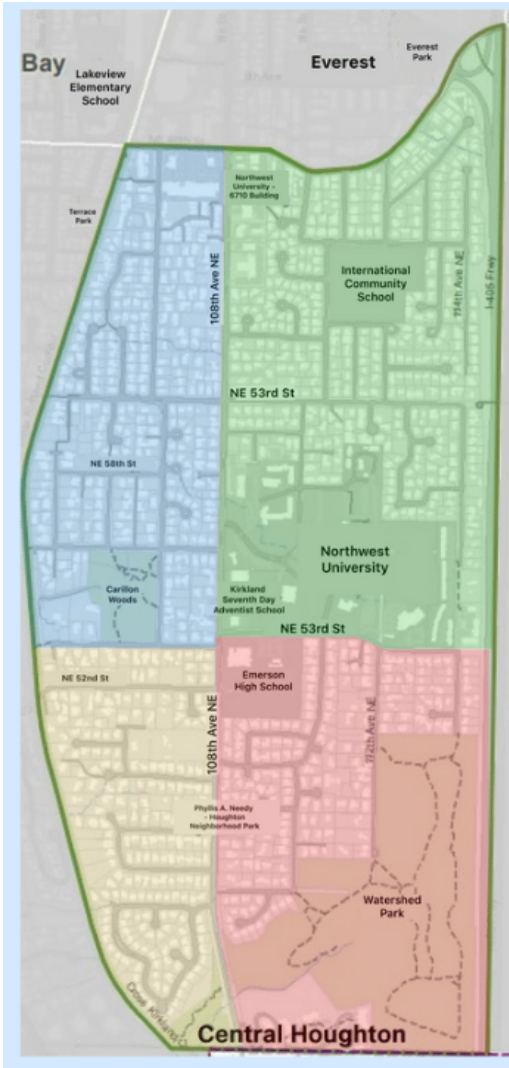 Bay
Lakeview
Elementary
School
Everest
Everest
Park
Terrace
Park
Northwest
University -
6710 Building
108th Ave NE
International
Community
School
114th Ave NE
I-405 Frwy
NE 53rd St
NE 58th St
Northwest
University
Carillon
Woods
Kirkland
Seventh Day
Adventist School
NE 53rd St
NE 52nd St
Emerson
High School
108th Ave NE
112th Ave NE
Phyllis A. Needy
- Houghton
Neighborhood Park
Watershed
Park
Cross Kirkland
Central Houghton